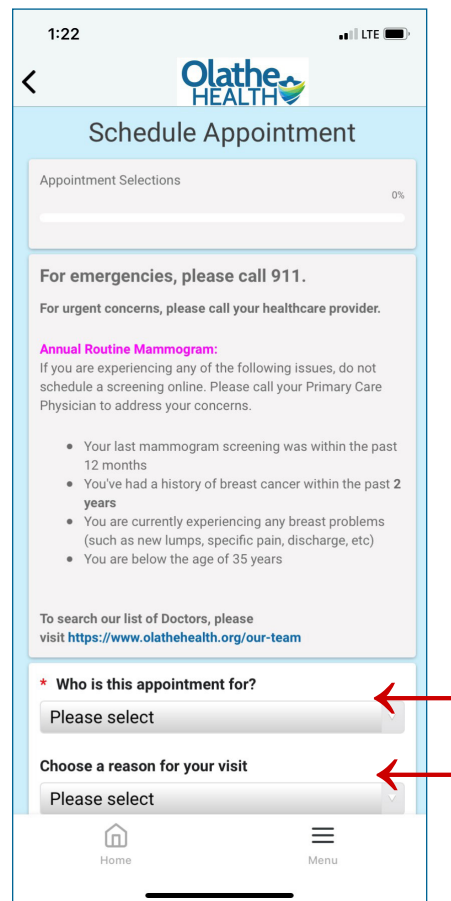 1:22
LTE
Olathe
HEALTH
Schedule Appointment
Appointment Selections
0%
For emergencies, please call 911.
For urgent concerns, please call your healthcare provider.
Annual Routine Mammogram:
If you are experiencing any of the following issues, do not
schedule a screening online. Please call your Primary Care
Physician to address your concerns.
● Your last mammogram screening was within the past
12 months
● You've had a history of breast cancer within the past 2
years
● You are currently experiencing any breast problems
(such as new lumps, specific pain, discharge, etc)
● You are below the age of 35 years
To search our list of Doctors, please
visit https://www.olathehealth.org/our-team
* Who is this appointment for?
Please select
Choose a reason for your visit
Please select
Home
Menu